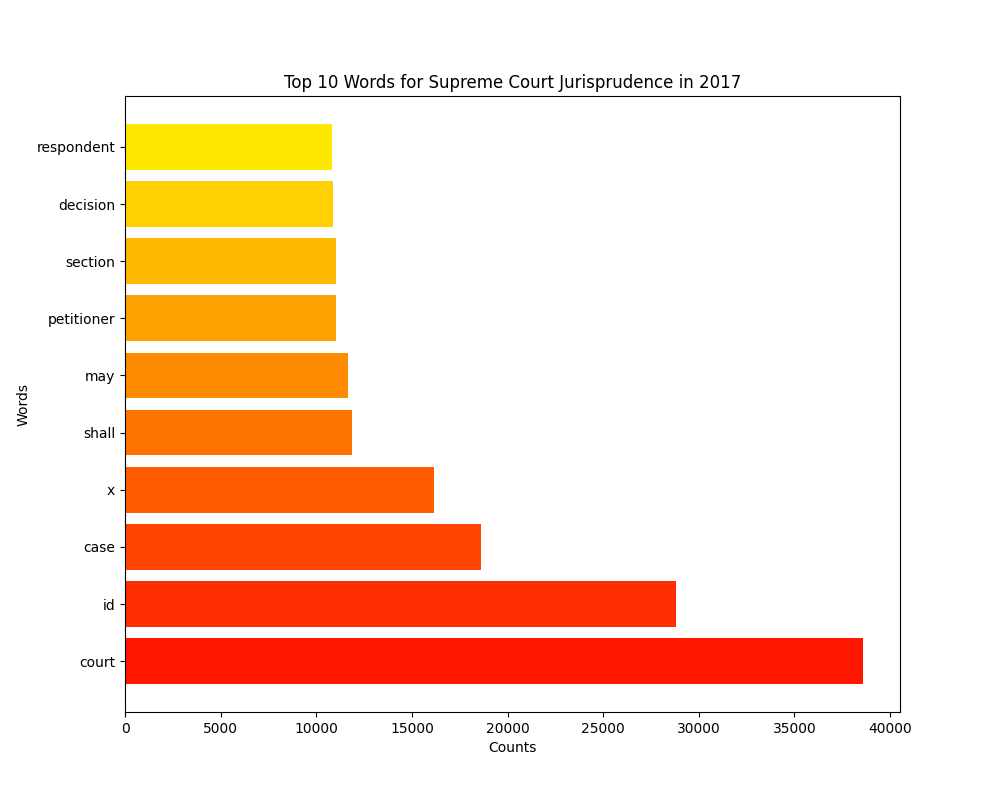 Top 10 Words for Supreme Court Jurisprudence in 2017
respondent
decision
section
petitioner
may
shall
x
case
id
court
Words
0 5000 10000 15000 20000 25000 30000 35000 40000
Counts